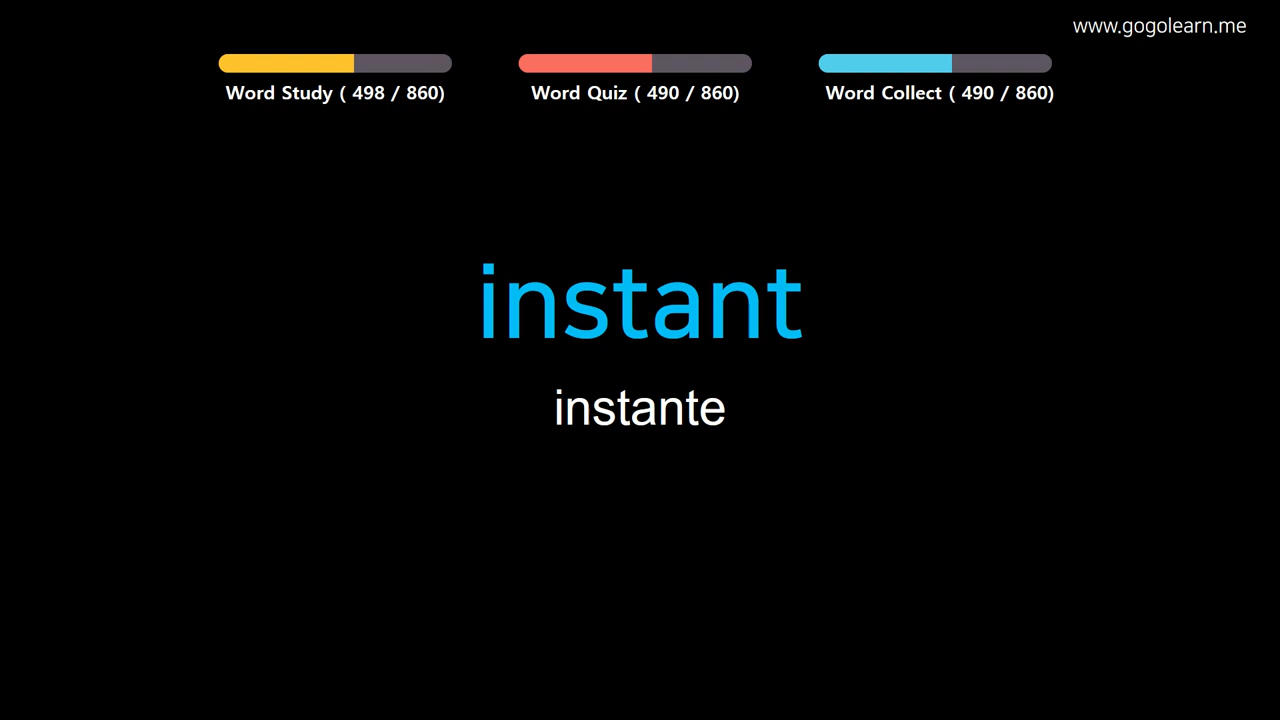 www.gogolearn.me
Word Study ( 498 / 860)
Word Quiz ( 490 / 860)
Word Collect ( 490 / 860)
instant
instante